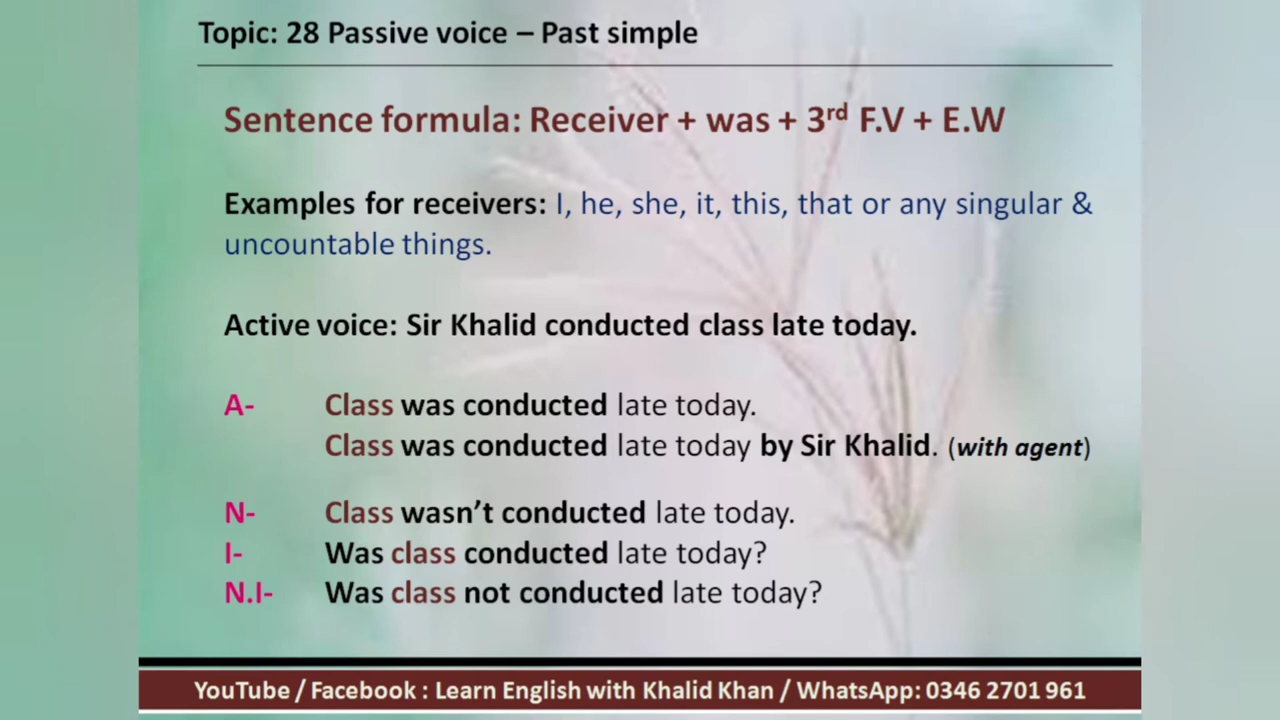 Topic: 28 Passive voice – Past simple
Sentence formula: Receiver + was + 3rd F.V + E.W
Examples for receivers: I, he, she, it, this, that or any singular &
uncountable things.
Active voice: Sir Khalid conducted class late today.
A- Class was conducted late today.
Class was conducted late today by Sir Khalid. (with agent)
N- Class wasn’t conducted late today.
I- Was class conducted late today?
N.I- Was class not conducted late today?
YouTube / Facebook : Learn English with Khalid Khan / WhatsApp: 0346 2701 961